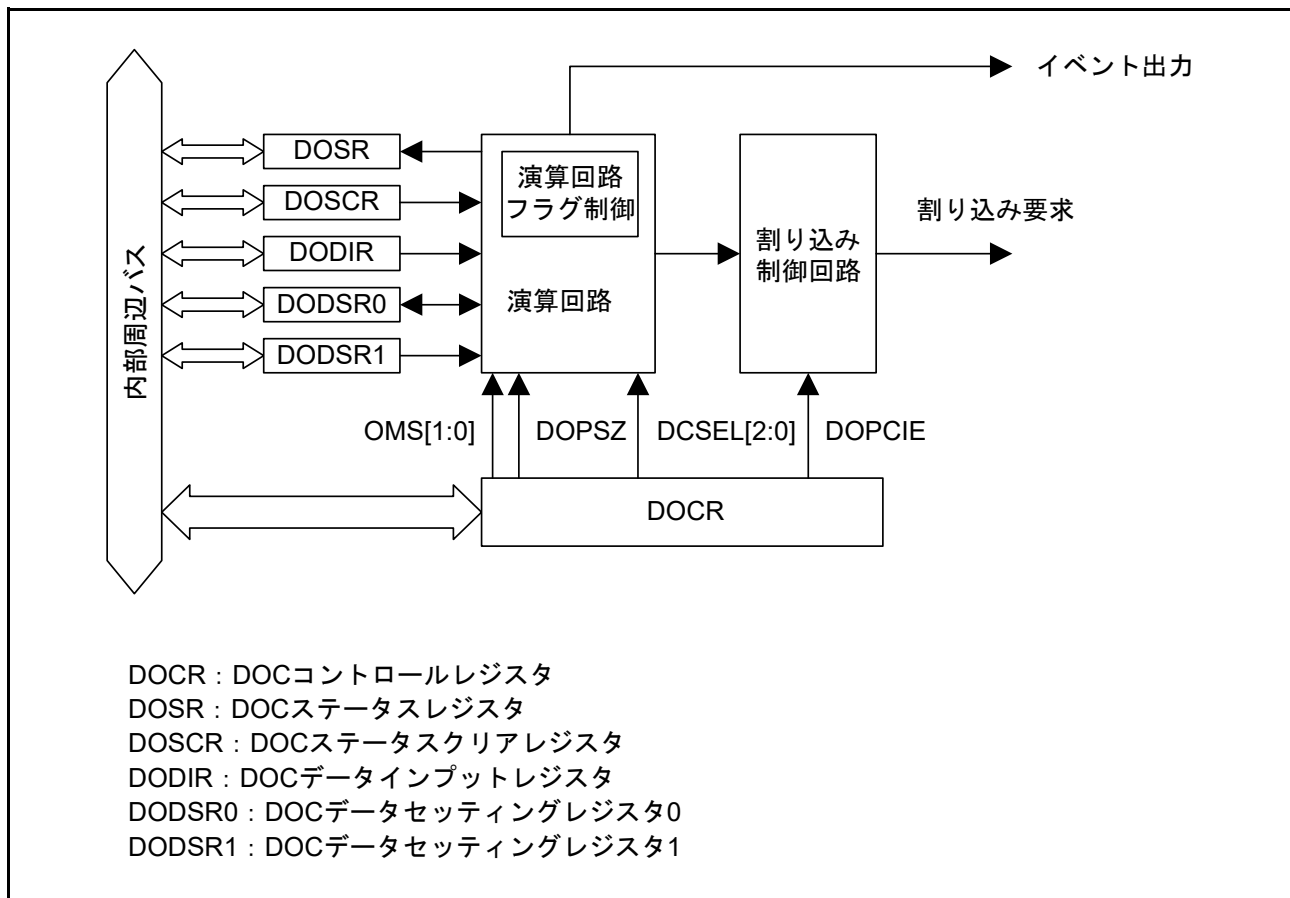 イベント出力
DOSR
DOSCR
DODIR
DODSR0
DODSR1
演算回路
フラグ制御
演算回路
割り込み
制御回路
割り込み要求
内部周辺バス
OMS[1:0]
DOPSZ
DCSEL[2:0]
DOPCIE
DOCR
DOCR：DOCコントロールレジスタ
DOSR：DOCステータスレジスタ
DOSCR：DOCステータスクリアレジスタ
DODIR：DOCデータインプットレジスタ
DODSR0：DOCデータセッティングレジスタ0
DODSR1：DOCデータセッティングレジスタ1